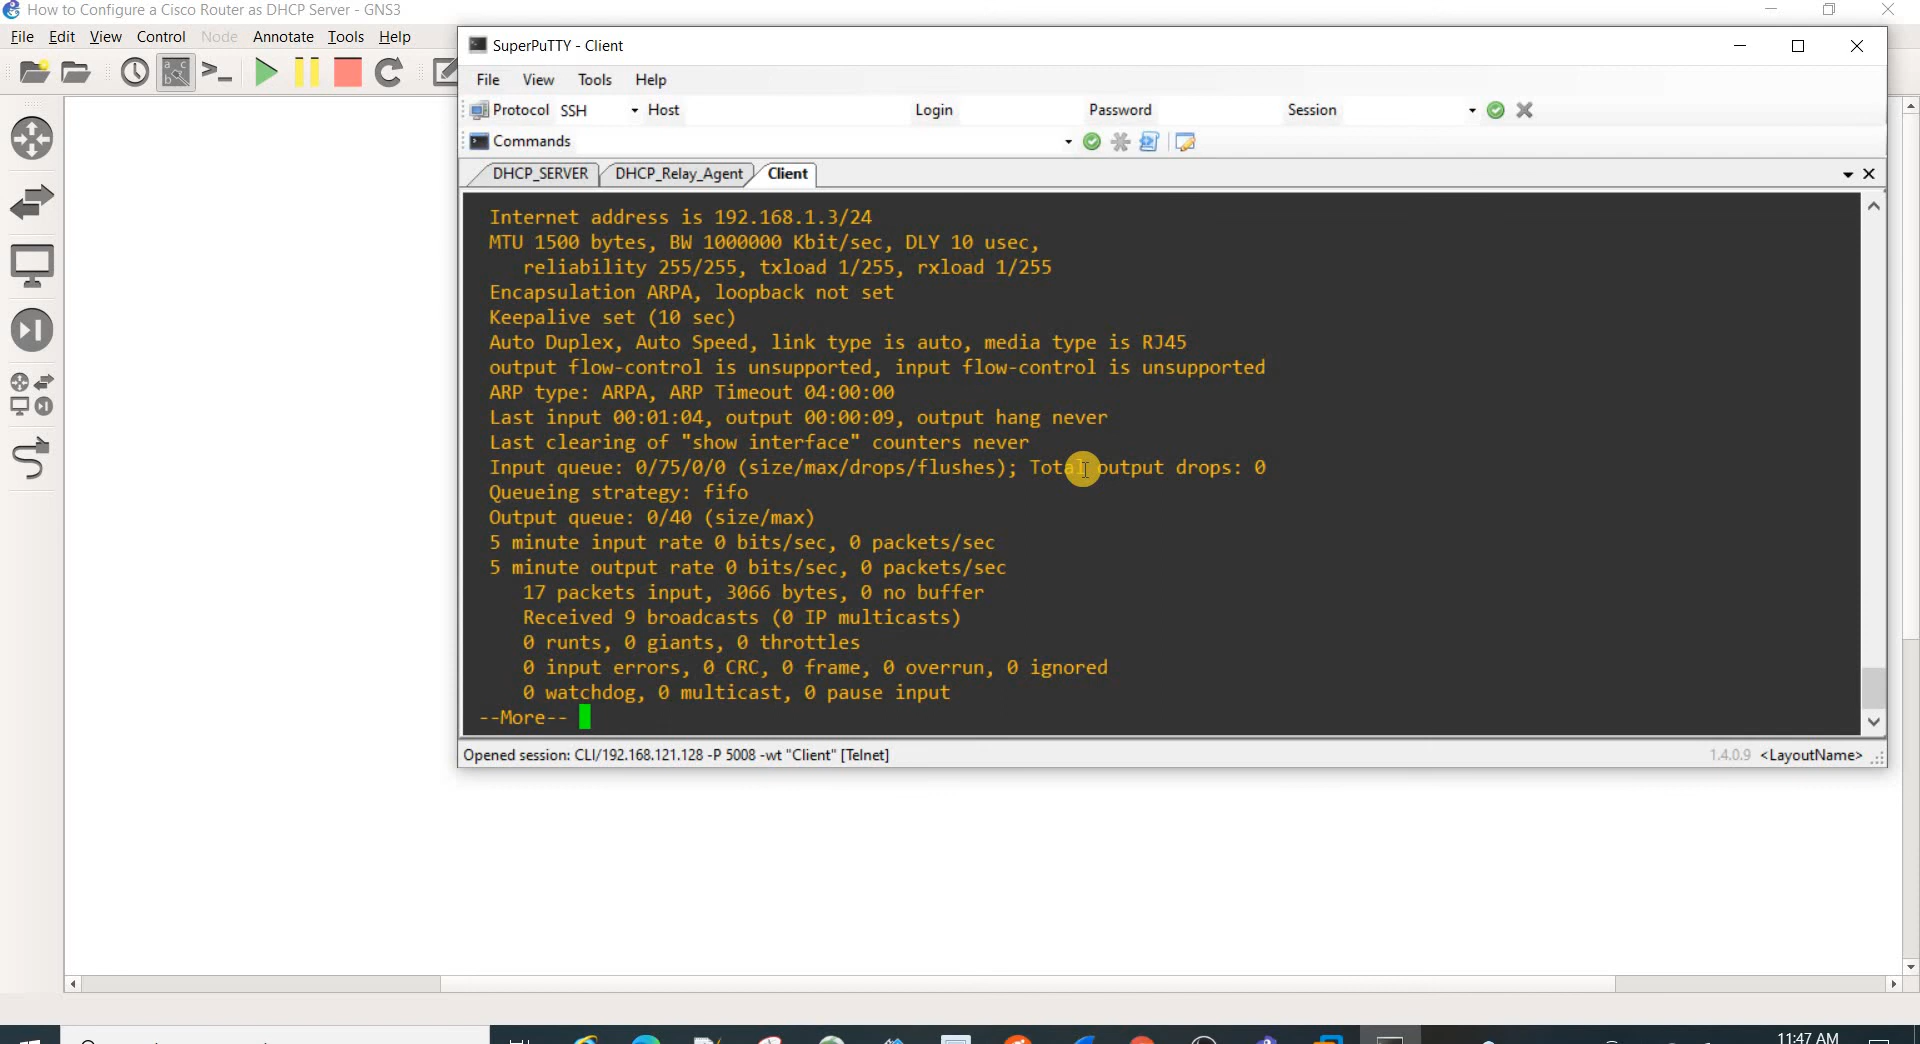 How to Configure a Cisco Router as DHCP Server - GNS3
File Edit View Control Node Annotate Tools Help
SuperPuTTY - Client
File View Tools Help
Protocol SSH Host Login Password Session
Commands
DHCP_SERVER DHCP_Relay_Agent Client
Internet address is 192.168.1.3/24
MTU 1500 bytes, BW 1000000 Kbit/sec, DLY 10 usec,
reliability 255/255, txload 1/255, rxload 1/255
Encapsulation ARPA, loopback not set
Keepalive set (10 sec)
Auto Duplex, Auto Speed, link type is auto, media type is RJ45
output flow-control is unsupported, input flow-control is unsupported
ARP type: ARPA, ARP Timeout 04:00:00
Last input 00:01:04, output 00:00:09, output hang never
Last clearing of "show interface" counters never
Input queue: 0/75/0/0 (size/max/drops/flushes); Total output drops: 0
Queueing strategy: fifo
Output queue: 0/40 (size/max)
5 minute input rate 0 bits/sec, 0 packets/sec
5 minute output rate 0 bits/sec, 0 packets/sec
17 packets input, 3066 bytes, 0 no buffer
Received 9 broadcasts (0 IP multicasts)
0 runts, 0 giants, 0 throttles
0 input errors, 0 CRC, 0 frame, 0 overrun, 0 ignored
0 watchdog, 0 multicast, 0 pause input
--More--
Opened session: CLI/192.168.121.128 -P 5008 -wt "Client" [Telnet] 1.4.0.9 <LayoutName>
11:47 AM